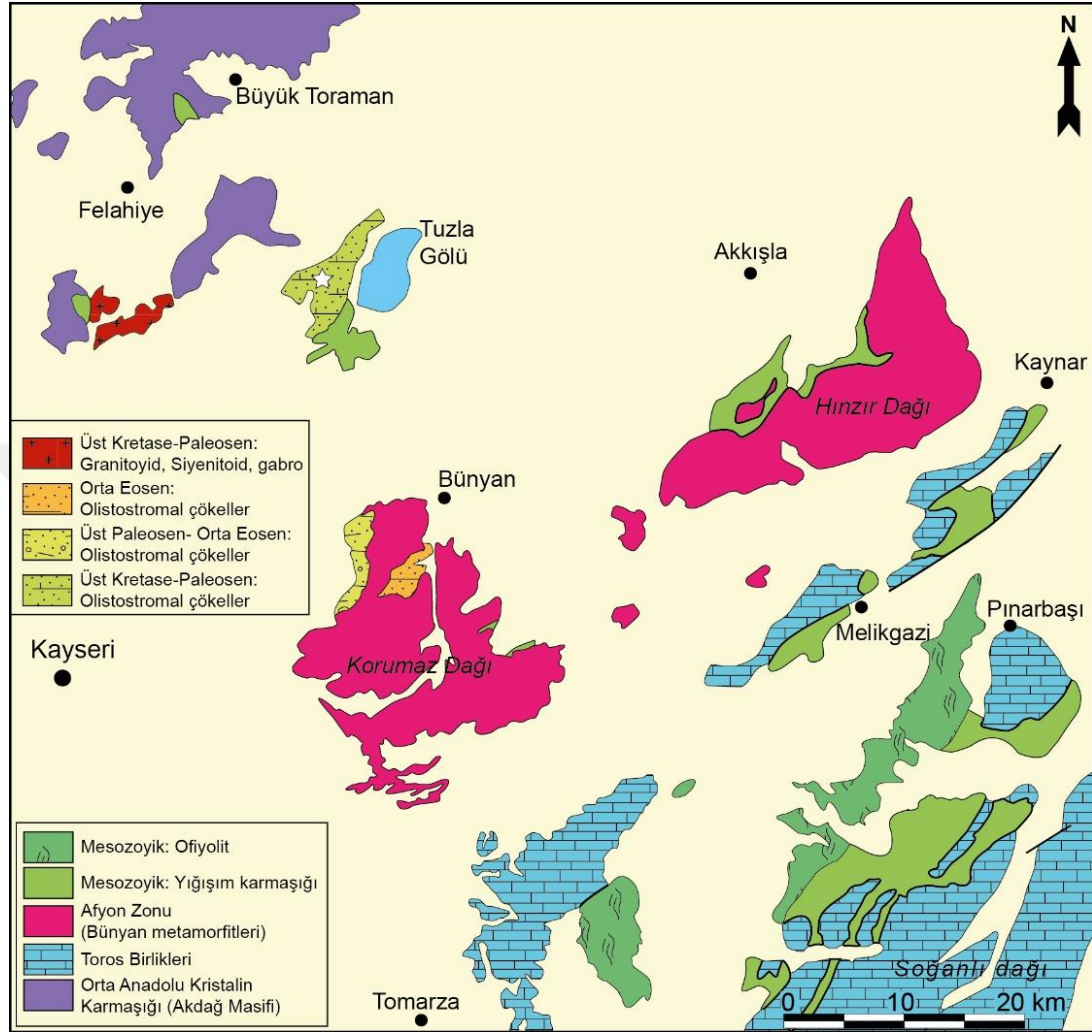 N
Büyük Toraman
Felahiye
Tuzla
Gölü
Akkışla
Kaynar
Hınzır Dağı
Üst Kretase-Paleosen:
Granitoyid, Siyenitoid, gabro
Orta Eosen:
Olistostromal çökeller
Üst Paleosen- Orta Eosen:
Olistostromal çökeller
Üst Kretase-Paleosen:
Olistostromal çökeller
Bünyan
Melikgazi
Pınarbaşı
Kayseri
Korumaz Dağı
Mesozoyik: Ofiyolit
Mesozoyik: Yığışım karmaşığı
Afyon Zonu
(Bünyan metamorfitleri)
Toros Birlikleri
Orta Anadolu Kristalin
Karmaşığı (Akdağ Masifi)
Tomarza
Soğanlı dağı
0 10 20 km